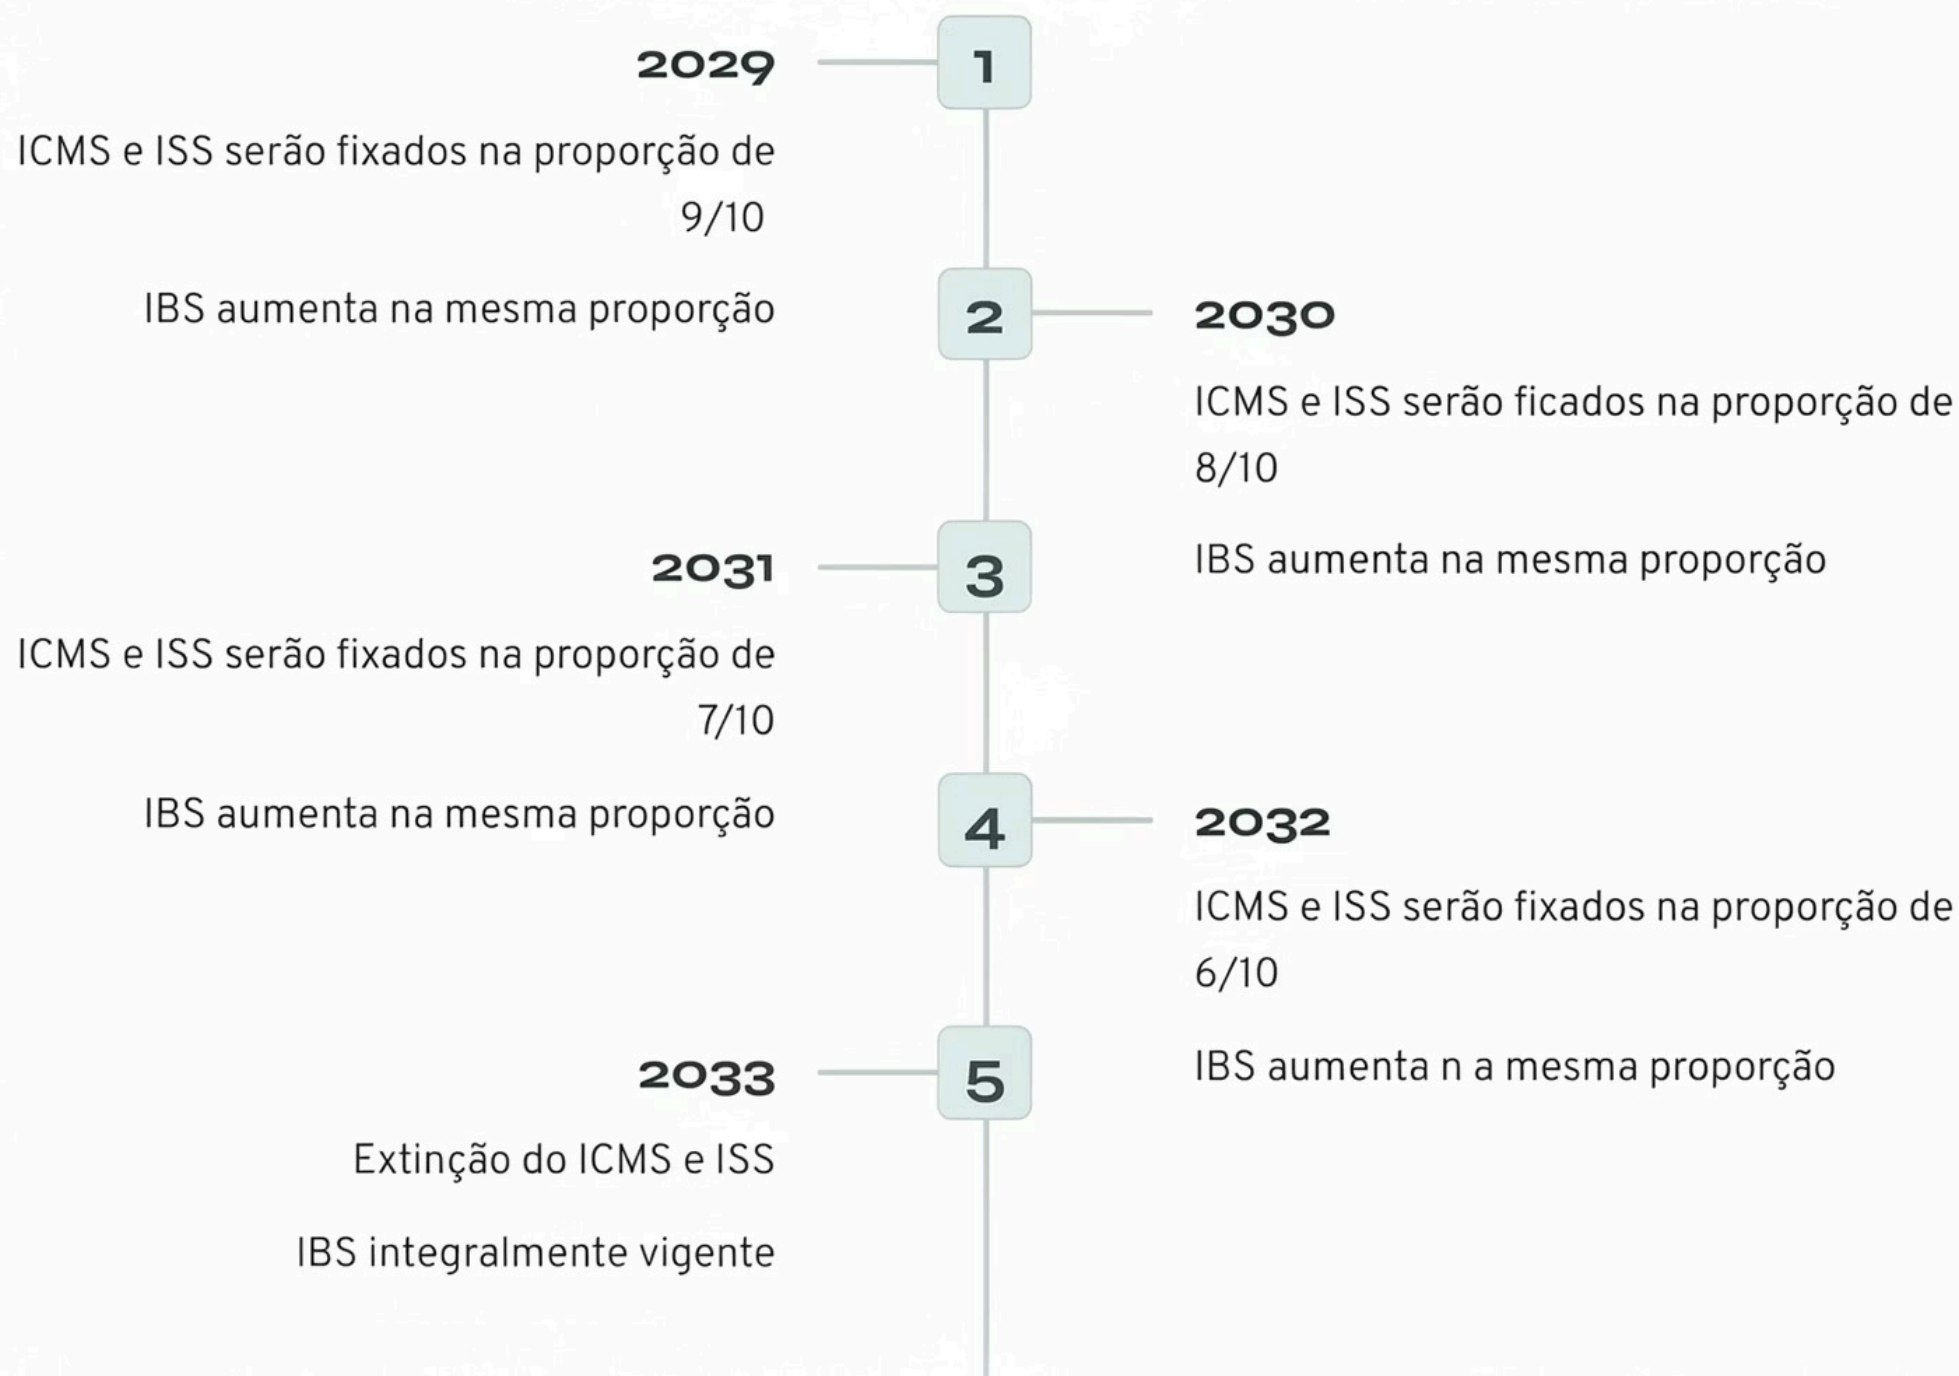 1
2029
ICMS e ISS serão fixados na proporção de
9/10
IBS aumenta na mesma proporção
2
2030
ICMS e ISS serão ficados na proporção de
8/10
IBS aumenta na mesma proporção
3
2031
ICMS e ISS serão fixados na proporção de
7/10
IBS aumenta na mesma proporção
4
2032
ICMS e ISS serão fixados na proporção de
6/10
IBS aumenta n a mesma proporção
5
2033
Extinção do ICMS e ISS
IBS integralmente vigente